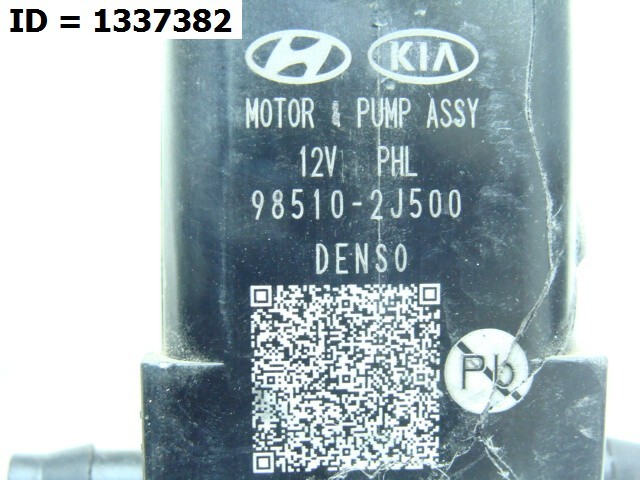 ID = 1337382
KIA
MOTOR & PUMP ASSY
12V PHL
98510-2J500
DENSO
Pb